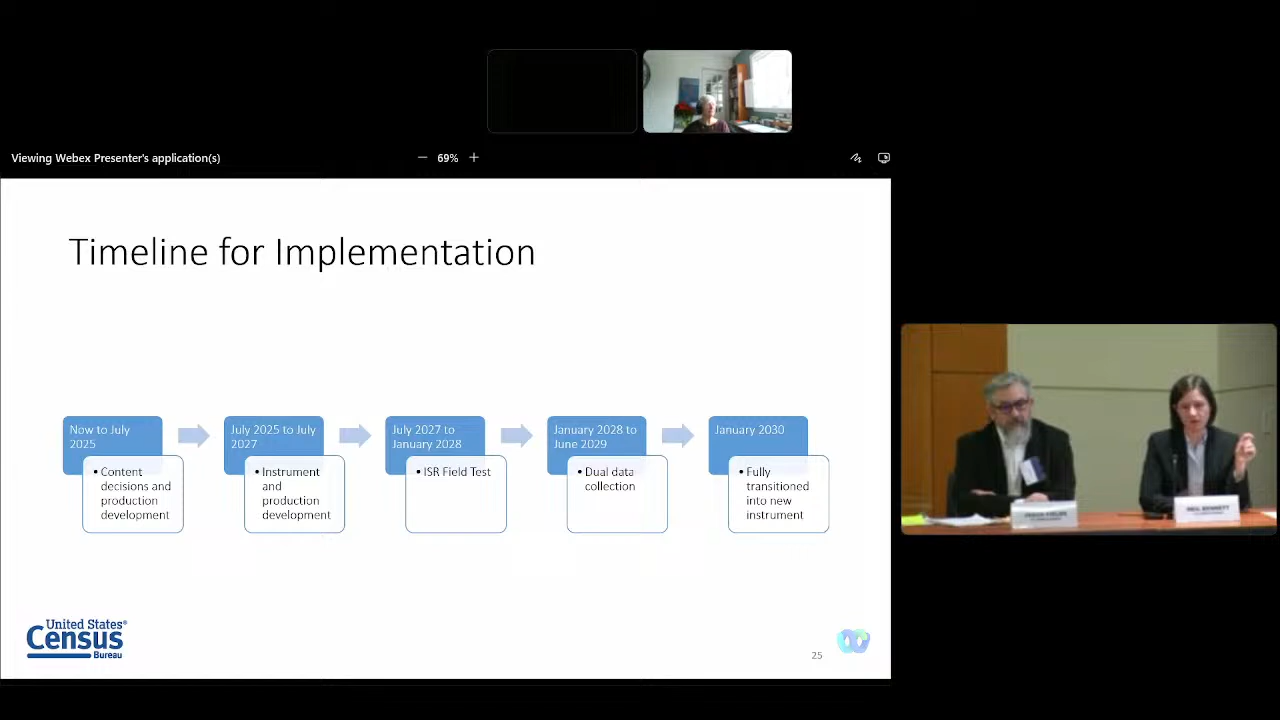 Viewing Webex Presenter's application(s)
69%
Timeline for Implementation
Now to July
2025
• Content
decisions and
production
development
July 2025 to July
2027
• Instrument
and
production
development
July 2027 to
January 2028
• ISR Field Test
January 2028 to
June 2029
• Dual data
collection
January 2030
• Fully
transitioned
into new
instrument
United States®
Census
Bureau
25